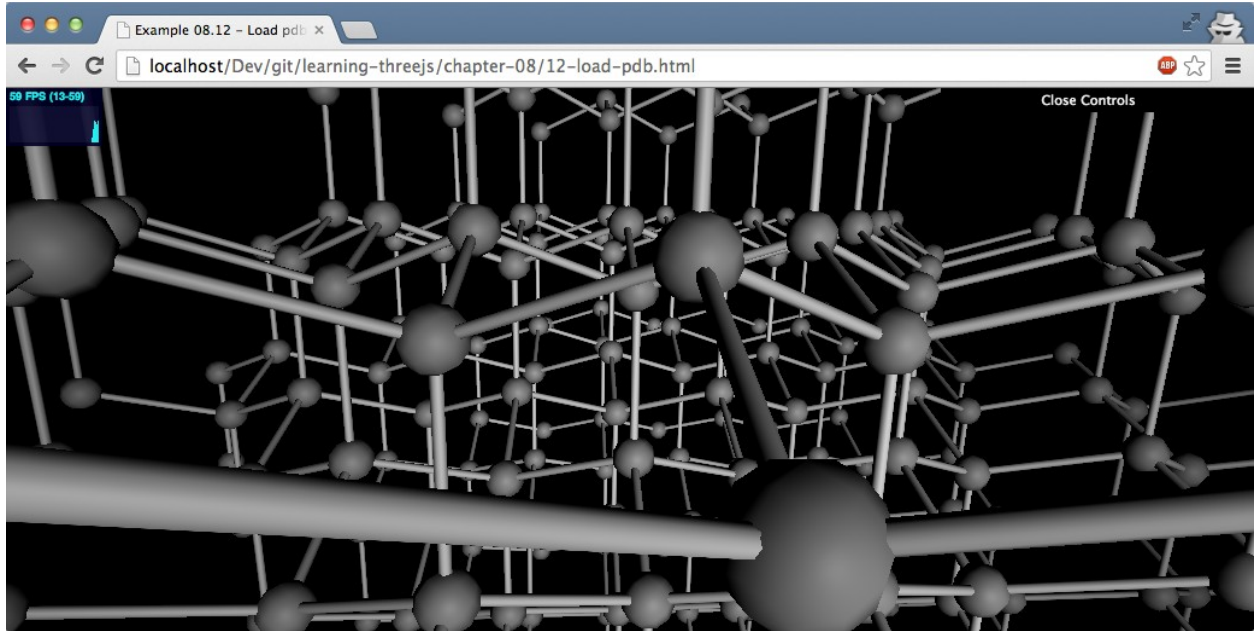 Example 08.12 – Load pdb
localhost/Dev/git/learning-threejs/chapter-08/12-load-pdb.html
ABP
59 FPS (13-59)
Close Controls